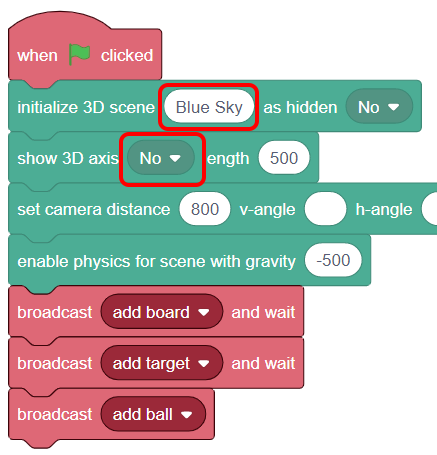 when clicked
initialize 3D scene Blue Sky as hidden No
show 3D axis No ength 500
set camera distance 800 v-angle h-angle
enable physics for scene with gravity -500
broadcast add board and wait
broadcast add target and wait
broadcast add ball